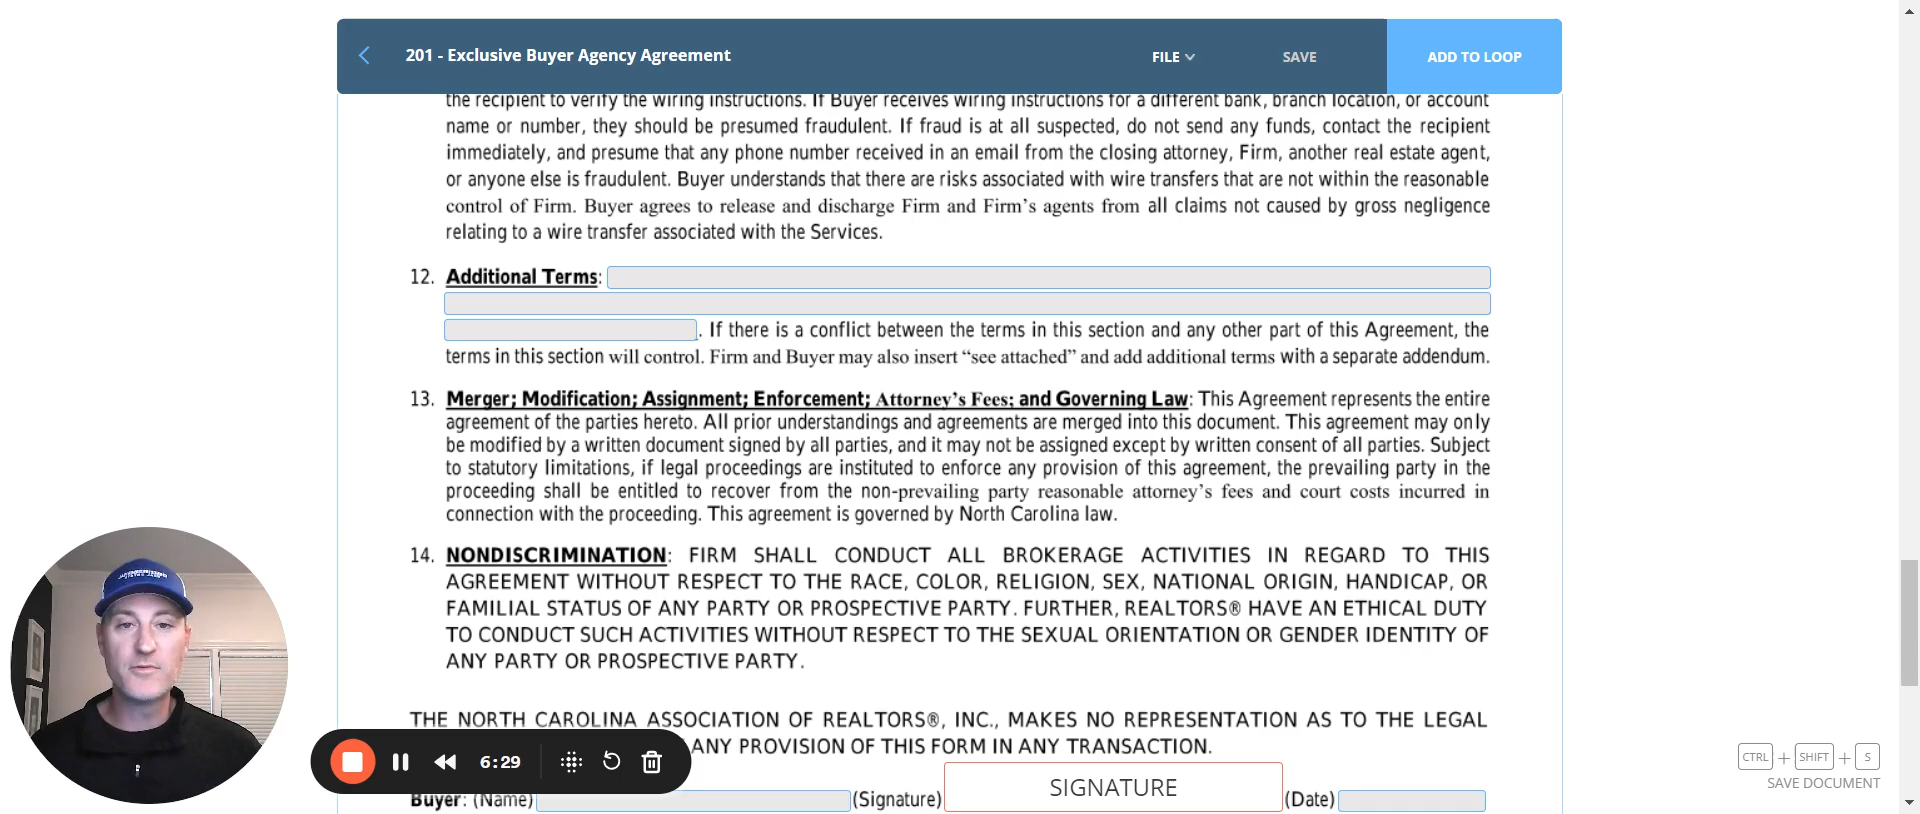 201 - Exclusive Buyer Agency Agreement
FILE
SAVE
ADD TO LOOP
the recipient to verify the wiring instructions. If Buyer receives wiring instructions for a different bank, branch location, or account
name or number, they should be presumed fraudulent. If fraud is at all suspected, do not send any funds, contact the recipient
immediately, and presume that any phone number received in an email from the closing attorney, Firm, another real estate agent,
or anyone else is fraudulent. Buyer understands that there are risks associated with wire transfers that are not within the reasonable
control of Firm. Buyer agrees to release and discharge Firm and Firm’s agents from all claims not caused by gross negligence
relating to a wire transfer associated with the Services.
12. Additional Terms:
. If there is a conflict between the terms in this section and any other part of this Agreement, the
terms in this section will control. Firm and Buyer may also insert “see attached” and add additional terms with a separate addendum.
13. Merger; Modification; Assignment; Enforcement; Attorney’s Fees; and Governing Law: This Agreement represents the entire
agreement of the parties hereto. All prior understandings and agreements are merged into this document. This agreement may only
be modified by a written document signed by all parties, and it may not be assigned except by written consent of all parties. Subject
to statutory limitations, if legal proceedings are instituted to enforce any provision of this agreement, the prevailing party in the
proceeding shall be entitled to recover from the non-prevailing party reasonable attorney’s fees and court costs incurred in
connection with the proceeding. This agreement is governed by North Carolina law.
14. NONDISCRIMINATION: FIRM SHALL CONDUCT ALL BROKERAGE ACTIVITIES IN REGARD TO THIS
AGREEMENT WITHOUT RESPECT TO THE RACE, COLOR, RELIGION, SEX, NATIONAL ORIGIN, HANDICAP, OR
FAMILIAL STATUS OF ANY PARTY OR PROSPECTIVE PARTY. FURTHER, REALTORS® HAVE AN ETHICAL DUTY
TO CONDUCT SUCH ACTIVITIES WITHOUT RESPECT TO THE SEXUAL ORIENTATION OR GENDER IDENTITY OF
ANY PARTY OR PROSPECTIVE PARTY.
THE NORTH CAROLINA ASSOCIATION OF REALTORS®, INC., MAKES NO REPRESENTATION AS TO THE LEGAL
ANY PROVISION OF THIS FORM IN ANY TRANSACTION.
6:29
Buyer: (Name) (Signature) SIGNATURE (Date)
CTRL + SHIFT + S
SAVE DOCUMENT